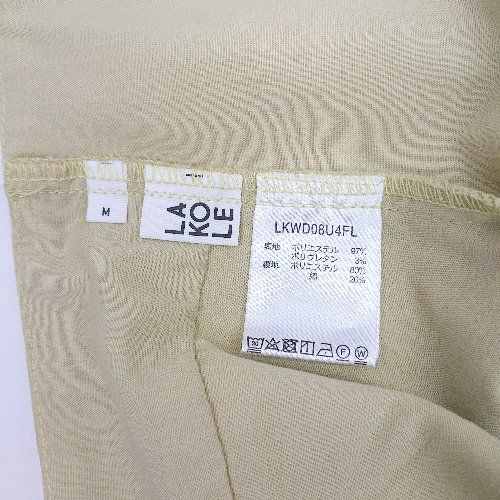 M
LA
KO
LE
LKWD08U4FL
表地 ポリエステル 97%
ポリウレタン 3%
裏地 ポリエステル 80%
綿 20%
F W